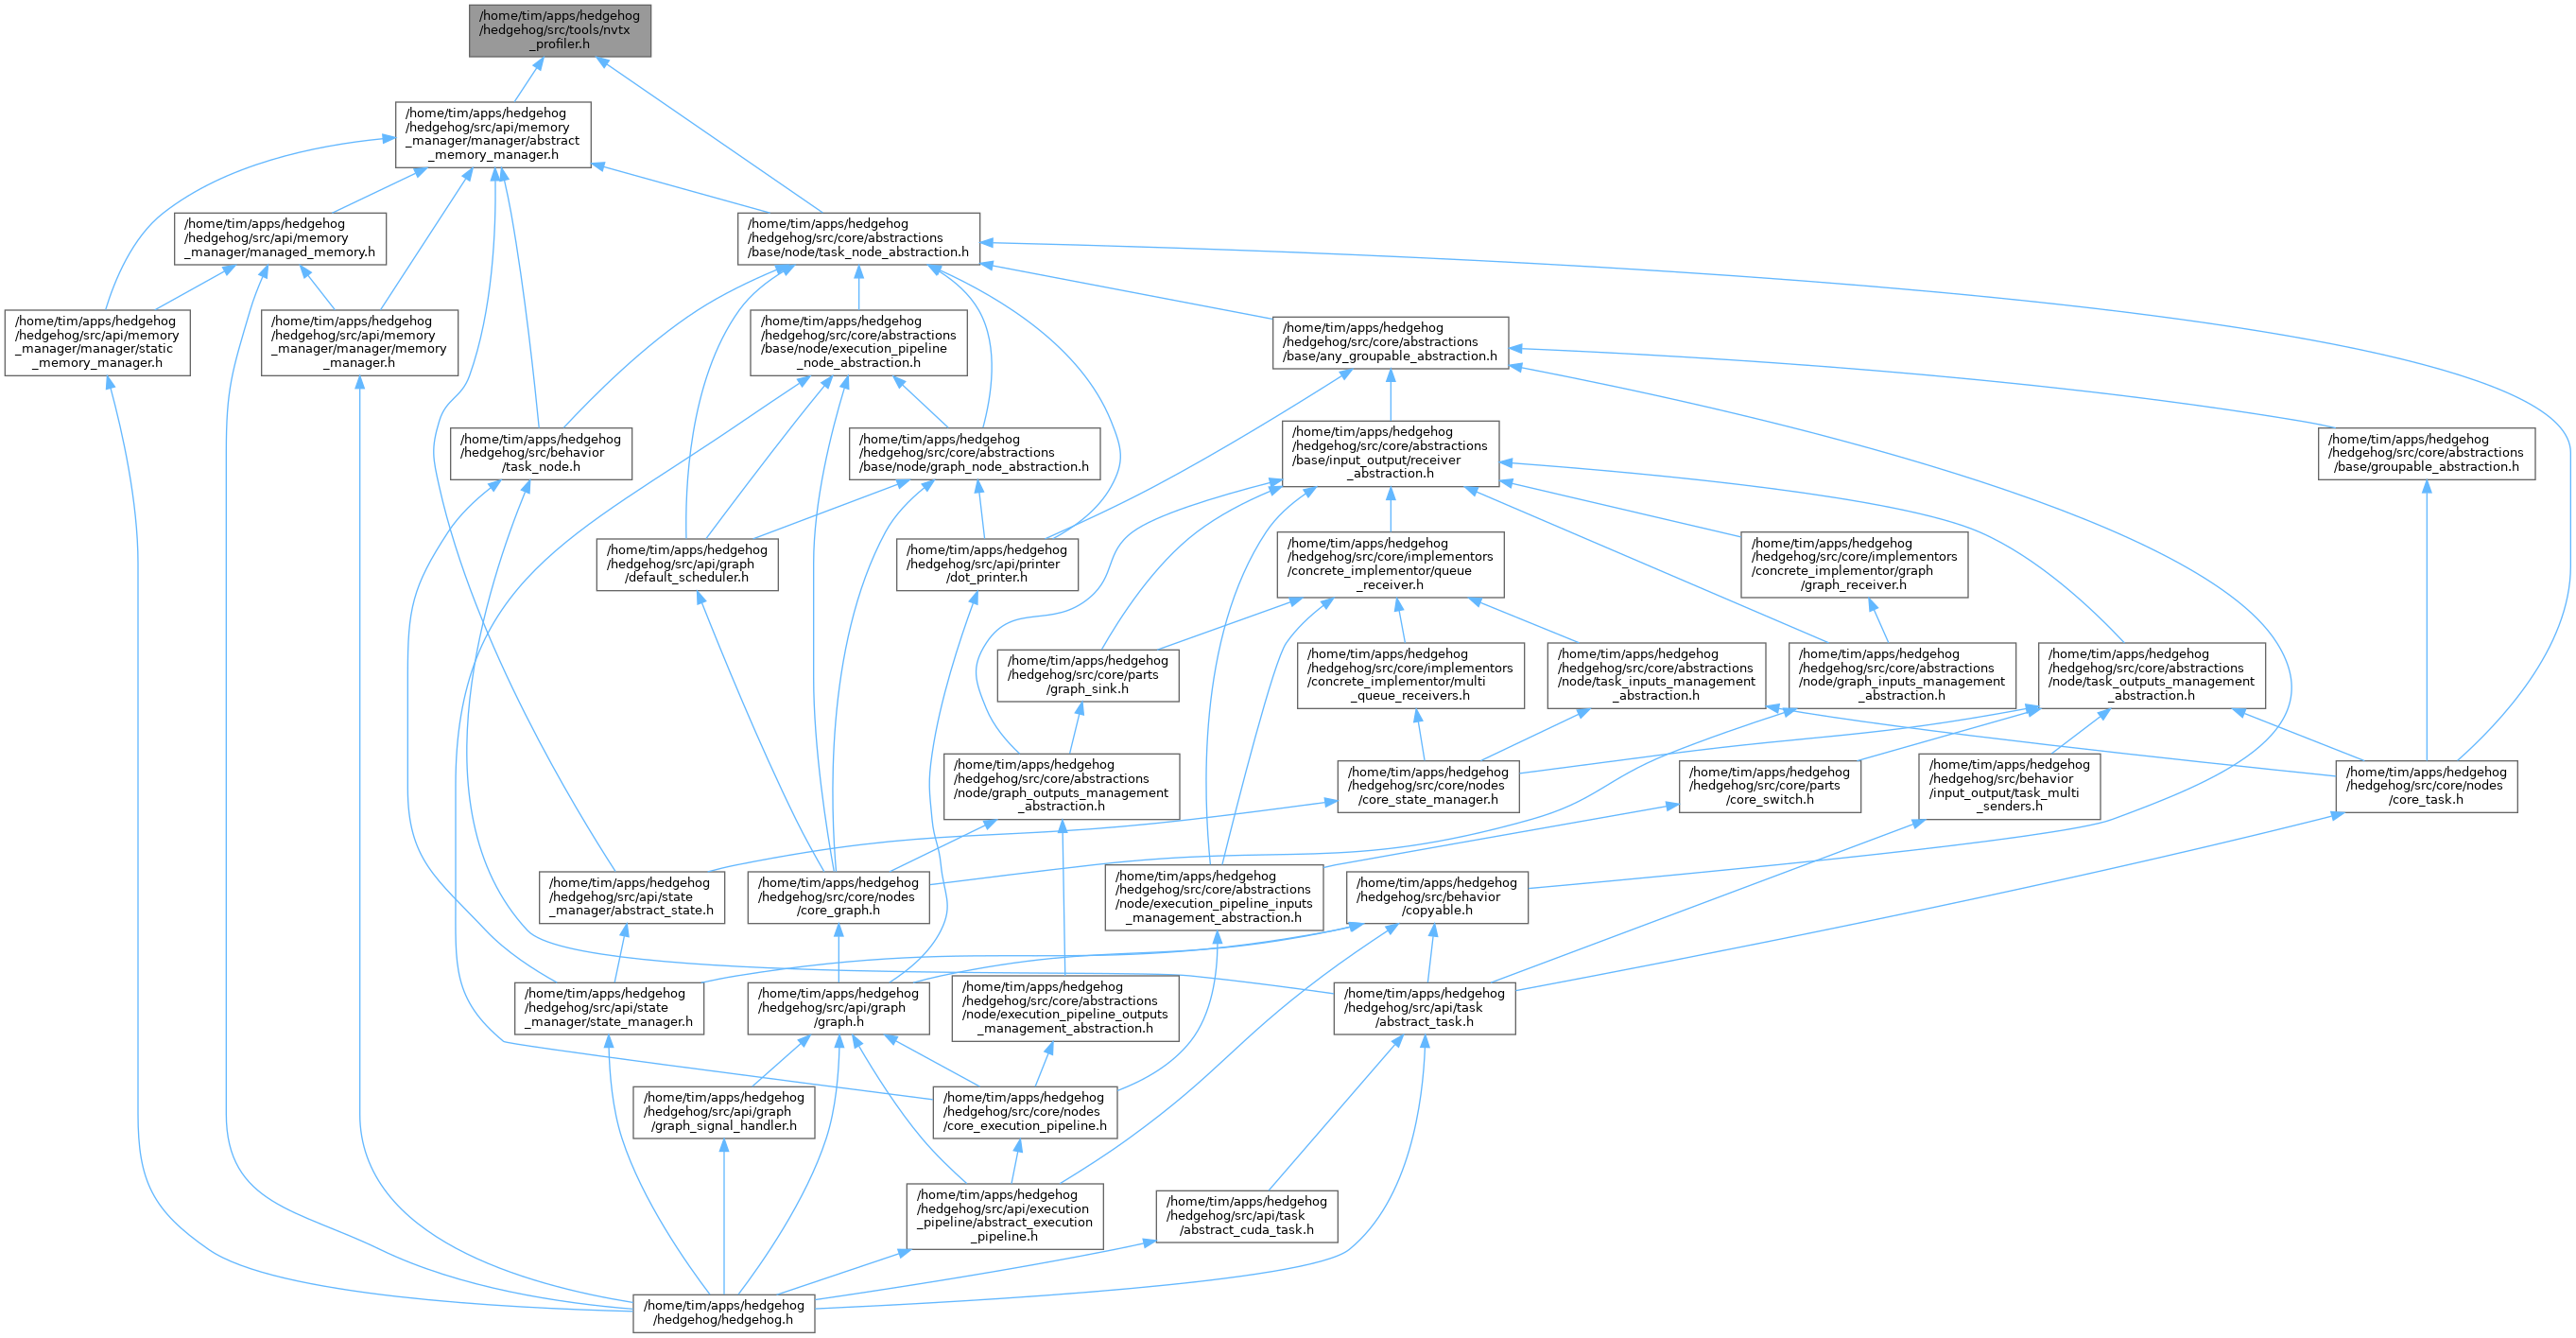 /home/tim/apps/hedgehog
/hedgehog/src/tools/nvtx
_profiler.h
/home/tim/apps/hedgehog
/hedgehog/src/api/memory
_manager/manager/abstract
_memory_manager.h
/home/tim/apps/hedgehog
/hedgehog/src/api/memory
_manager/managed_memory.h
/home/tim/apps/hedgehog
/hedgehog/src/core/abstractions
/base/node/task_node_abstraction.h
/home/tim/apps/hedgehog
/hedgehog/src/api/memory
_manager/manager/static
_memory_manager.h
/home/tim/apps/hedgehog
/hedgehog/src/api/memory
_manager/manager/memory
_manager.h
/home/tim/apps/hedgehog
/hedgehog/src/core/abstractions
/base/node/execution_pipeline
_node_abstraction.h
/home/tim/apps/hedgehog
/hedgehog/src/core/abstractions
/base/any_groupable_abstraction.h
/home/tim/apps/hedgehog
/hedgehog/src/behavior
/task_node.h
/home/tim/apps/hedgehog
/hedgehog/src/core/abstractions
/base/node/graph_node_abstraction.h
/home/tim/apps/hedgehog
/hedgehog/src/core/abstractions
/base/input_output/receiver
_abstraction.h
/home/tim/apps/hedgehog
/hedgehog/src/core/abstractions
/base/groupable_abstraction.h
/home/tim/apps/hedgehog
/hedgehog/src/api/graph
/default_scheduler.h
/home/tim/apps/hedgehog
/hedgehog/src/api/printer
/dot_printer.h
/home/tim/apps/hedgehog
/hedgehog/src/core/implementors
/concrete_implementor/queue
_receiver.h
/home/tim/apps/hedgehog
/hedgehog/src/core/implementors
/concrete_implementor/graph
/graph_receiver.h
/home/tim/apps/hedgehog
/hedgehog/src/core/parts
/graph_sink.h
/home/tim/apps/hedgehog
/hedgehog/src/core/implementors
/concrete_implementor/multi
_queue_receivers.h
/home/tim/apps/hedgehog
/hedgehog/src/core/abstractions
/node/task_inputs_management
_abstraction.h
/home/tim/apps/hedgehog
/hedgehog/src/core/abstractions
/node/graph_inputs_management
_abstraction.h
/home/tim/apps/hedgehog
/hedgehog/src/core/abstractions
/node/task_outputs_management
_abstraction.h
/home/tim/apps/hedgehog
/hedgehog/src/core/abstractions
/node/graph_outputs_management
_abstraction.h
/home/tim/apps/hedgehog
/hedgehog/src/core/nodes
/core_state_manager.h
/home/tim/apps/hedgehog
/hedgehog/src/core/parts
/core_switch.h
/home/tim/apps/hedgehog
/hedgehog/src/behavior
/input_output/task_multi
_senders.h
/home/tim/apps/hedgehog
/hedgehog/src/core/nodes
/core_task.h
/home/tim/apps/hedgehog
/hedgehog/src/api/state
_manager/abstract_state.h
/home/tim/apps/hedgehog
/hedgehog/src/core/nodes
/core_graph.h
/home/tim/apps/hedgehog
/hedgehog/src/core/abstractions
/node/execution_pipeline_inputs
_management_abstraction.h
/home/tim/apps/hedgehog
/hedgehog/src/behavior
/copyable.h
/home/tim/apps/hedgehog
/hedgehog/src/api/state
_manager/state_manager.h
/home/tim/apps/hedgehog
/hedgehog/src/api/graph
/graph.h
/home/tim/apps/hedgehog
/hedgehog/src/core/abstractions
/node/execution_pipeline_outputs
_management_abstraction.h
/home/tim/apps/hedgehog
/hedgehog/src/api/task
/abstract_task.h
/home/tim/apps/hedgehog
/hedgehog/src/api/graph
/graph_signal_handler.h
/home/tim/apps/hedgehog
/hedgehog/src/core/nodes
/core_execution_pipeline.h
/home/tim/apps/hedgehog
/hedgehog/src/api/execution
_pipeline/abstract_execution
_pipeline.h
/home/tim/apps/hedgehog
/hedgehog/src/api/task
/abstract_cuda_task.h
/home/tim/apps/hedgehog
/hedgehog/hedgehog.h